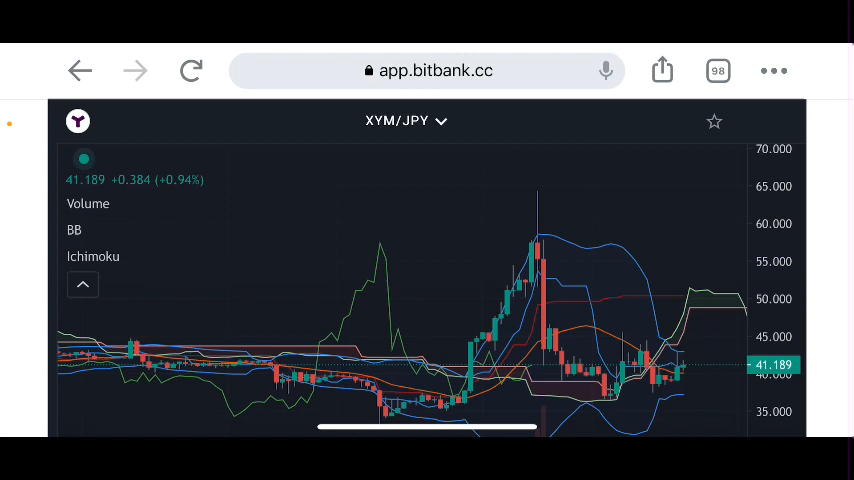 app.bitbank.cc
98
XYM/JPY
70.000
41.189 +0.384 (+0.94%)
65.000
Volume
60.000
BB
55.000
Ichimoku
50.000
45.000
41.189
40.000
35.000